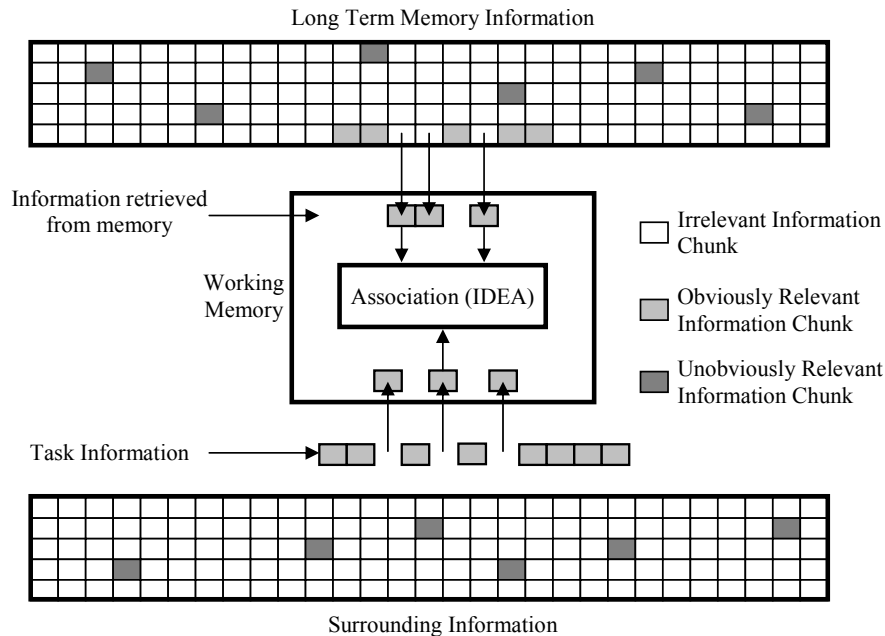 Long Term Memory Information
Information retrieved
from memory
Working
Memory
Association (IDEA)
Irrelevant Information
Chunk
Obviously Relevant
Information Chunk
Unobviously Relevant
Information Chunk
Task Information
Surrounding Information